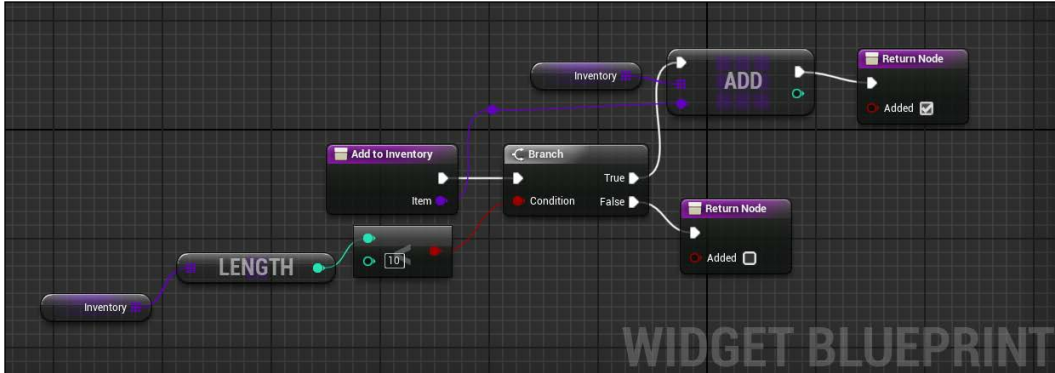 Inventory
ADD
Return Node
Added
Add to Inventory
Item
Branch
True
Condition
False
Return Node
Added
LENGTH
<
10
Inventory
WIDGET BLUEPRINT